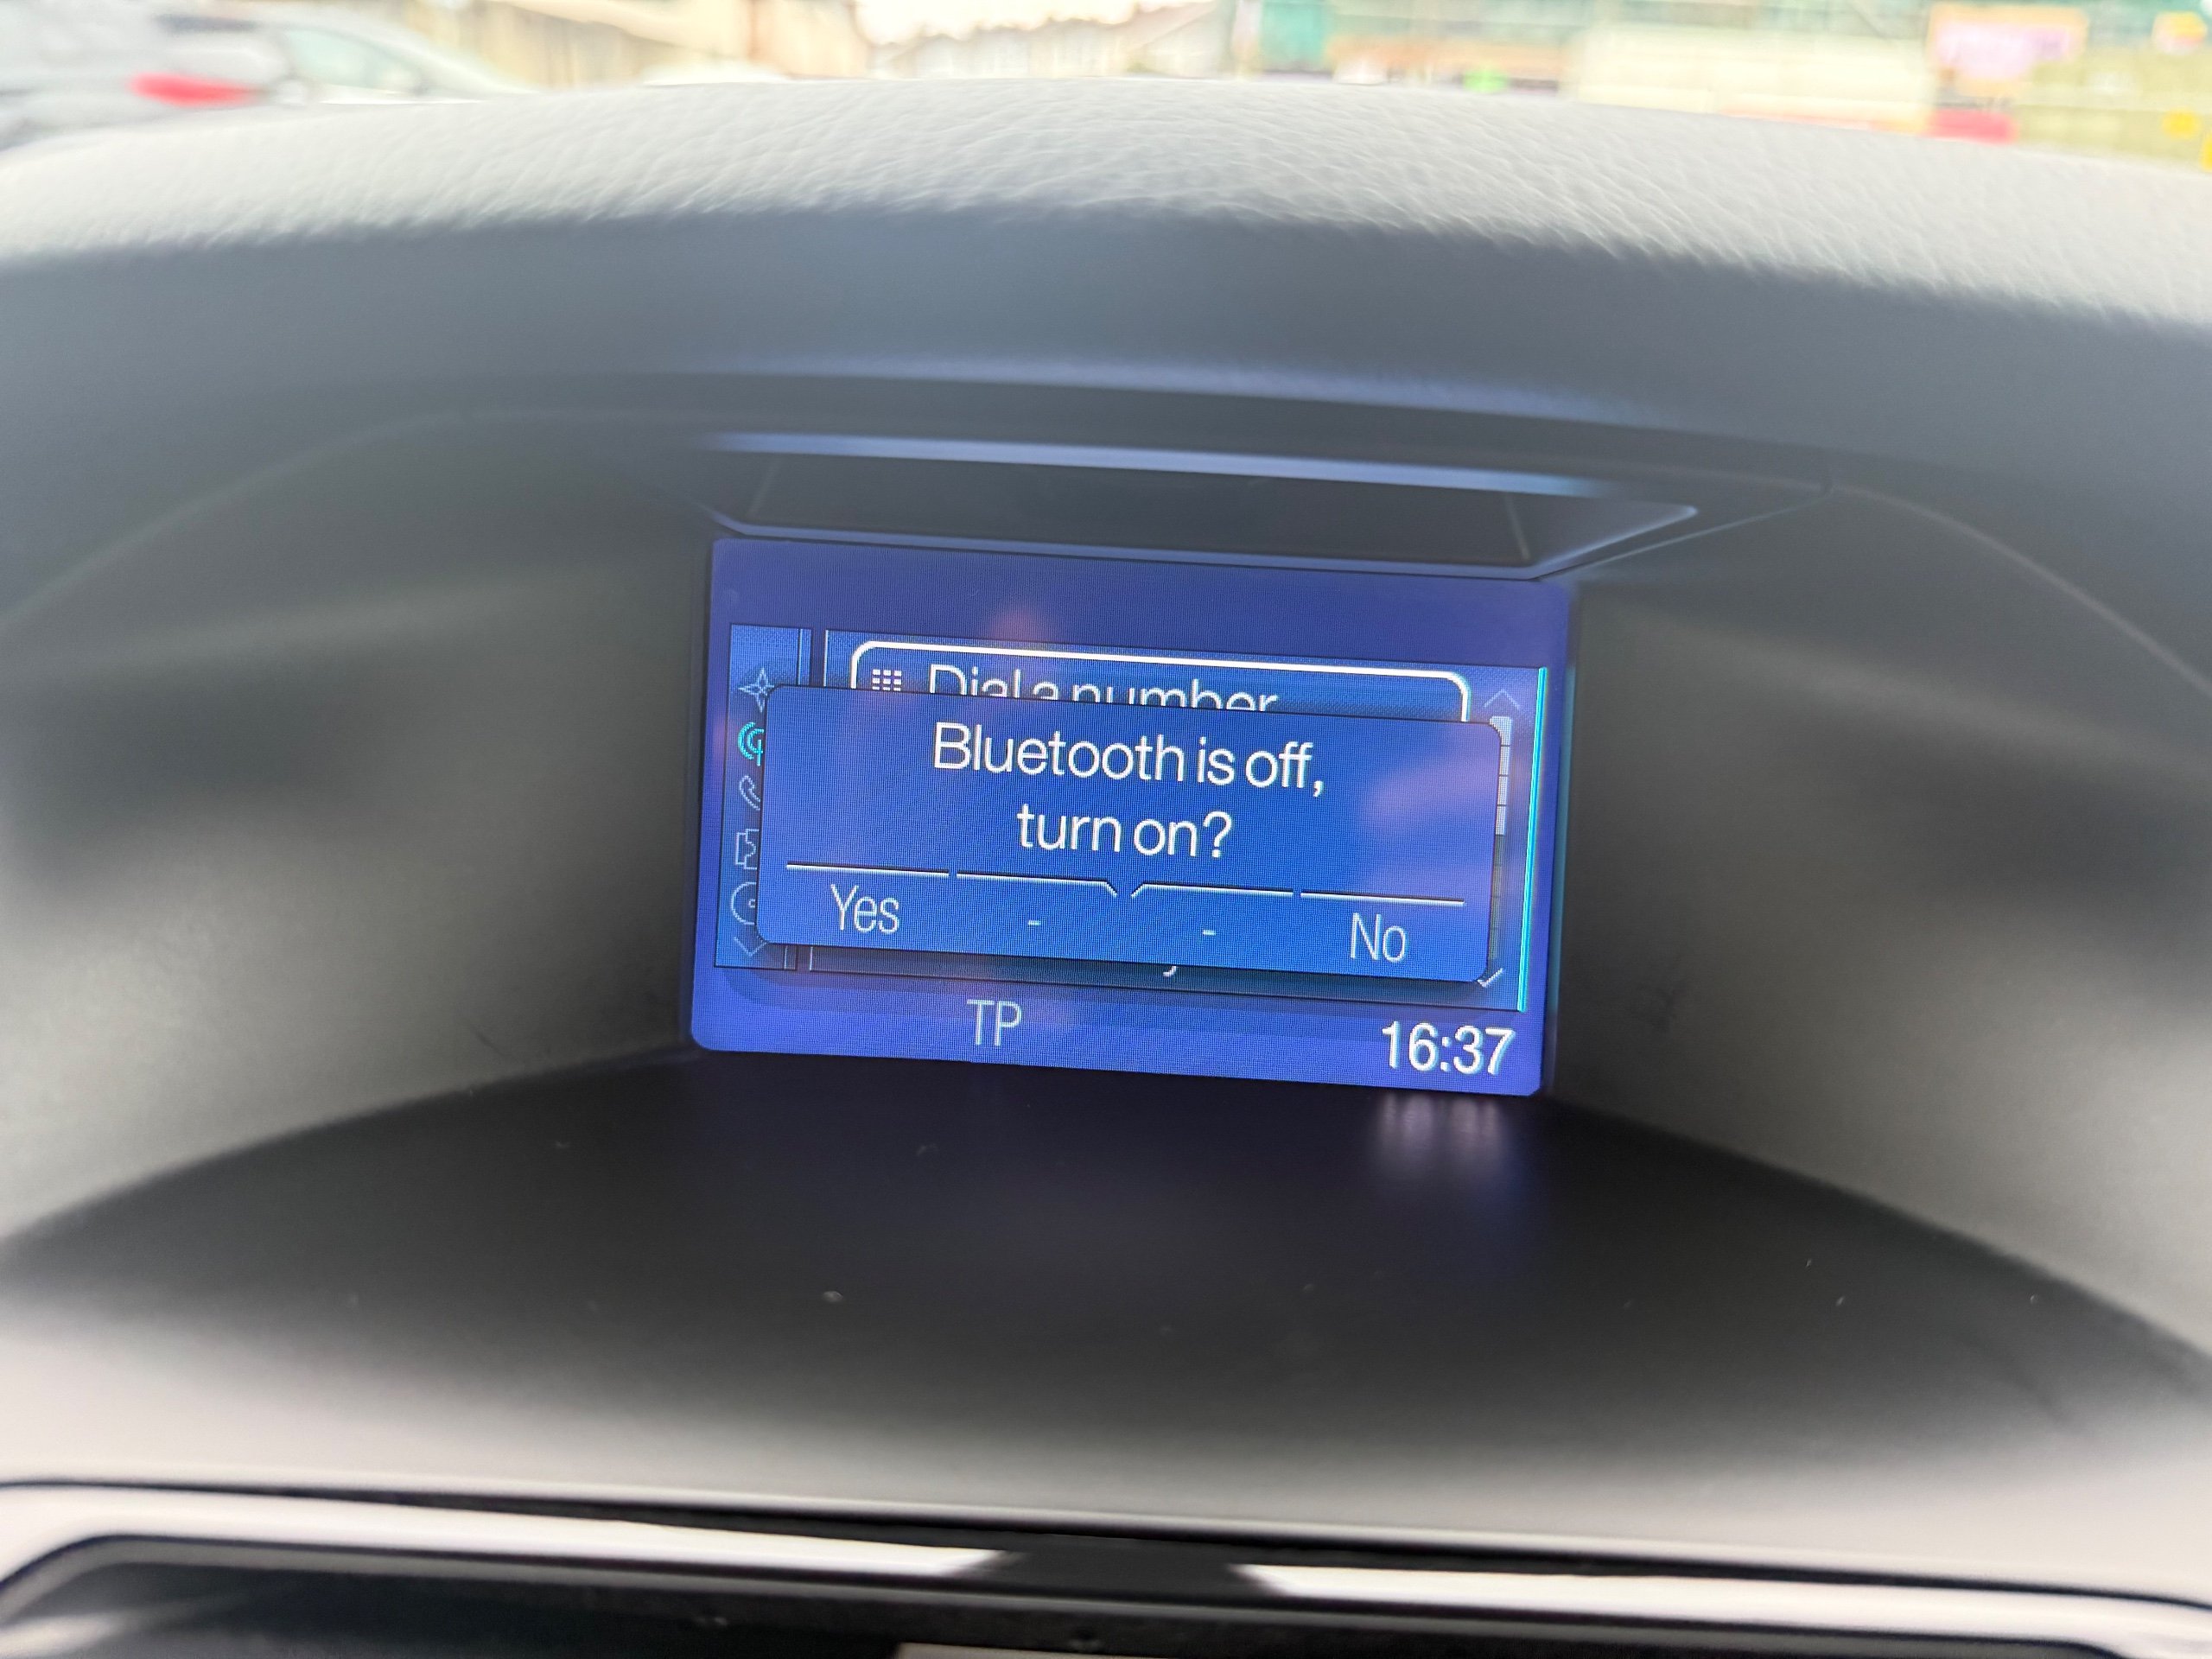 Dial a number
Bluetooth is off,
turn on?
Yes - - No
TP
16:37